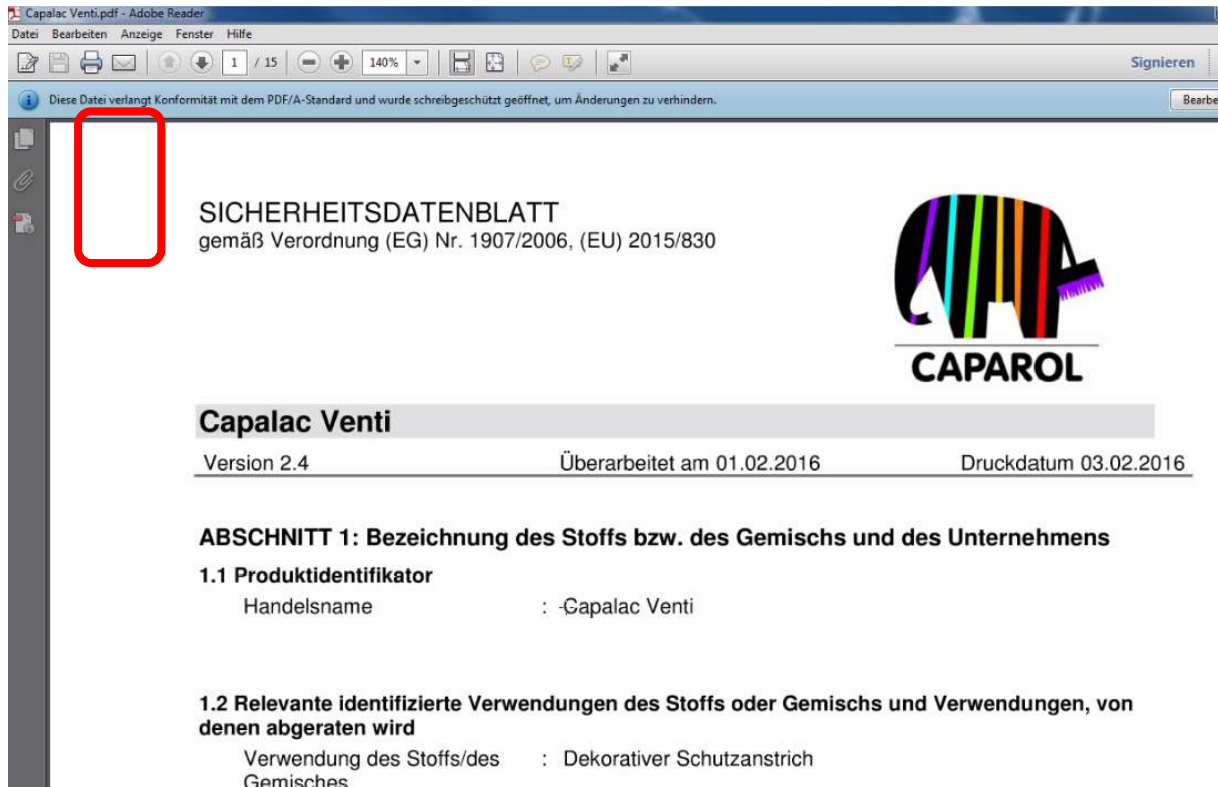 Capalac Venti.pdf - Adobe Reader
Datei Bearbeiten Anzeige Fenster Hilfe
1 / 15 140% Signieren
Diese Datei verlangt Konformität mit dem PDF/A-Standard und wurde schreibgeschützt geöffnet, um Änderungen zu verhindern. Bearbe
SICHERHEITSDATENBLATT
gemäß Verordnung (EG) Nr. 1907/2006, (EU) 2015/830
CAPAROL
Capalac Venti
Version 2.4 Überarbeitet am 01.02.2016 Druckdatum 03.02.2016
ABSCHNITT 1: Bezeichnung des Stoffs bzw. des Gemischs und des Unternehmens
1.1 Produktidentifikator
Handelsname : Capalac Venti
1.2 Relevante identifizierte Verwendungen des Stoffs oder Gemischs und Verwendungen, von
denen abgeraten wird
Verwendung des Stoffs/des : Dekorativer Schutzanstrich
Gemisches